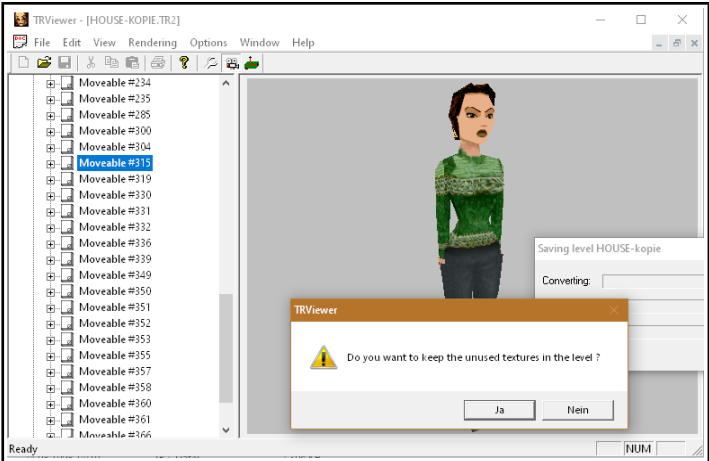 TRViewer - [HOUSE-KOPIE.TR2]
File Edit View Rendering Options Window Help
Moveable #234
Moveable #235
Moveable #285
Moveable #300
Moveable #304
Moveable #315
Moveable #319
Moveable #330
Moveable #331
Moveable #332
Moveable #336
Moveable #339
Moveable #349
Moveable #350
Moveable #351
Moveable #352
Moveable #353
Moveable #355
Moveable #357
Moveable #358
Moveable #360
Moveable #361
Moveable #366
Saving level HOUSE-kopie
Converting:
TRViewer
Do you want to keep the unused textures in the level ?
Ja Nein
Ready NUM